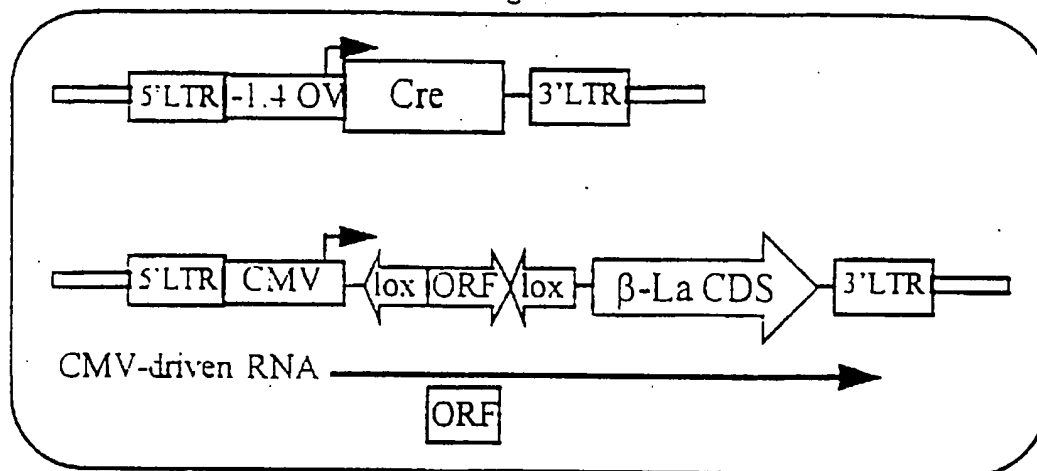 5'LTR -1.4 OV Cre 3'LTR
5'LTR CMV lox ORF lox β-La CDS 3'LTR
CMV-driven RNA
ORF